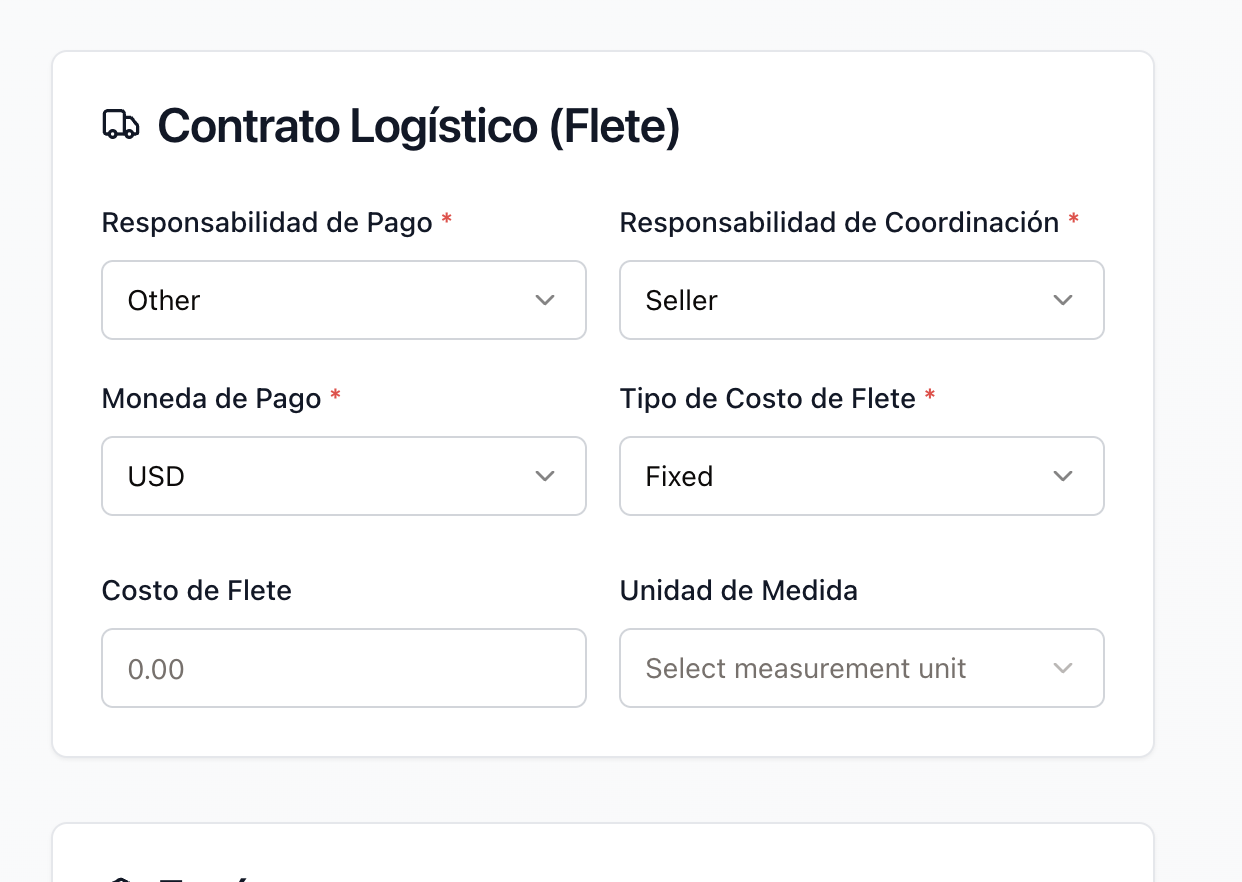 Contrato Logístico (Flete)
Responsabilidad de Pago *
Responsabilidad de Coordinación *
Other
Seller
Moneda de Pago *
Tipo de Costo de Flete *
USD
Fixed
Costo de Flete
Unidad de Medida
0.00
Select measurement unit